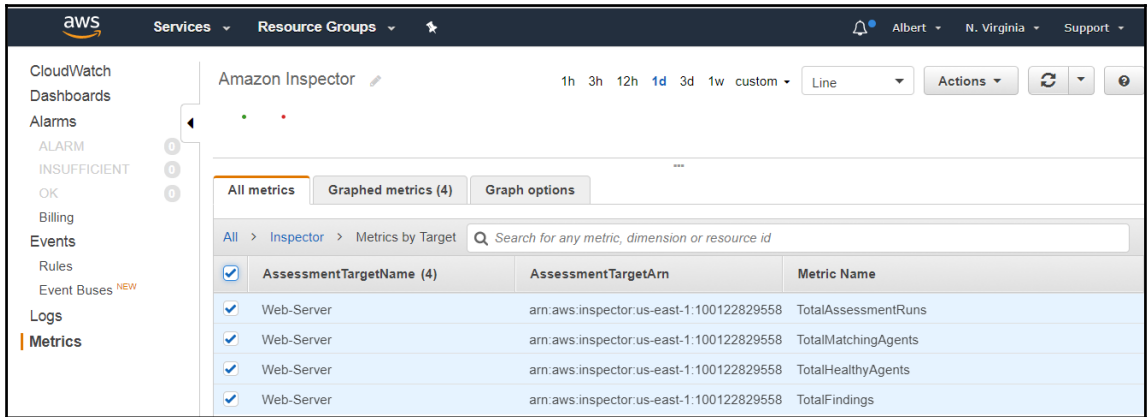 aws Services Resource Groups Albert N. Virginia Support
CloudWatch
Dashboards
Alarms
ALARM 0
INSUFFICIENT 0
OK 0
Billing
Events
Rules
Event Buses NEW
Logs
Metrics
Amazon Inspector 1h 3h 12h 1d 3d 1w custom Line Actions
All metrics Graphed metrics (4) Graph options
All > Inspector > Metrics by Target Search for any metric, dimension or resource id
AssessmentTargetName (4) AssessmentTargetArn Metric Name
Web-Server arn:aws:inspector:us-east-1:100122829558 TotalAssessmentRuns
Web-Server arn:aws:inspector:us-east-1:100122829558 TotalMatchingAgents
Web-Server arn:aws:inspector:us-east-1:100122829558 TotalHealthyAgents
Web-Server arn:aws:inspector:us-east-1:100122829558 TotalFindings